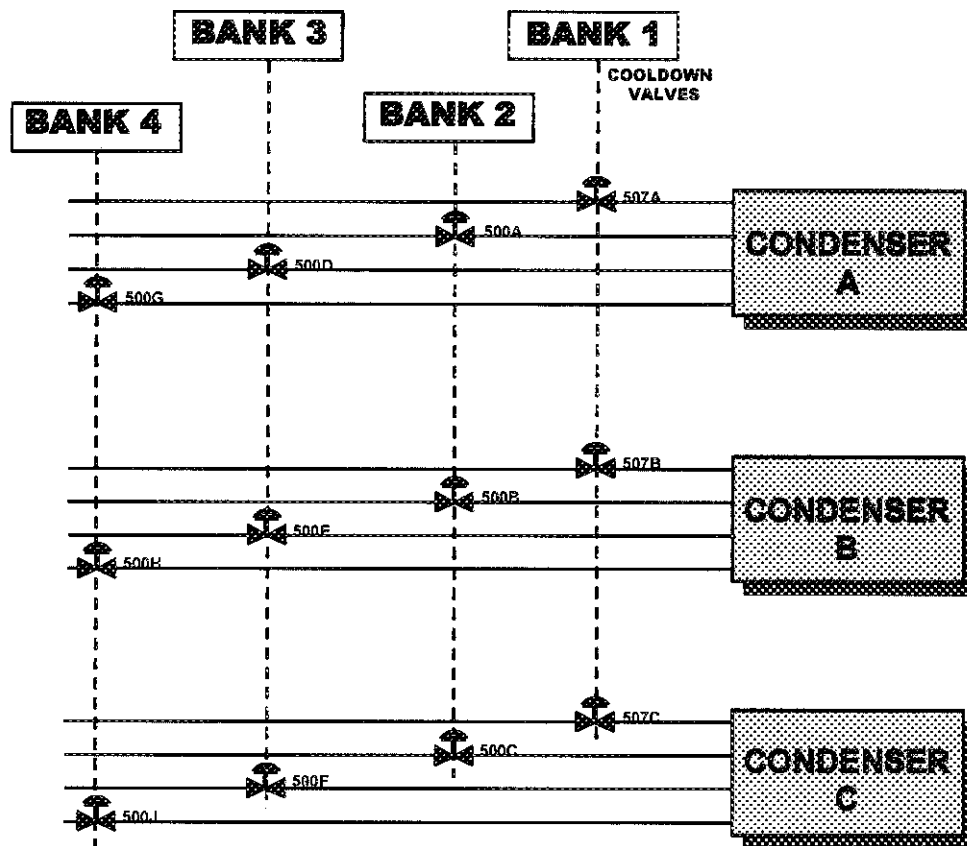 BANK 3
BANK 1
COOLDOWN
VALVES
BANK 4
BANK 2
507A
500A
500D
500G
CONDENSER
A
507B
500B
500E
500H
CONDENSER
B
507C
500C
500F
500J
CONDENSER
C